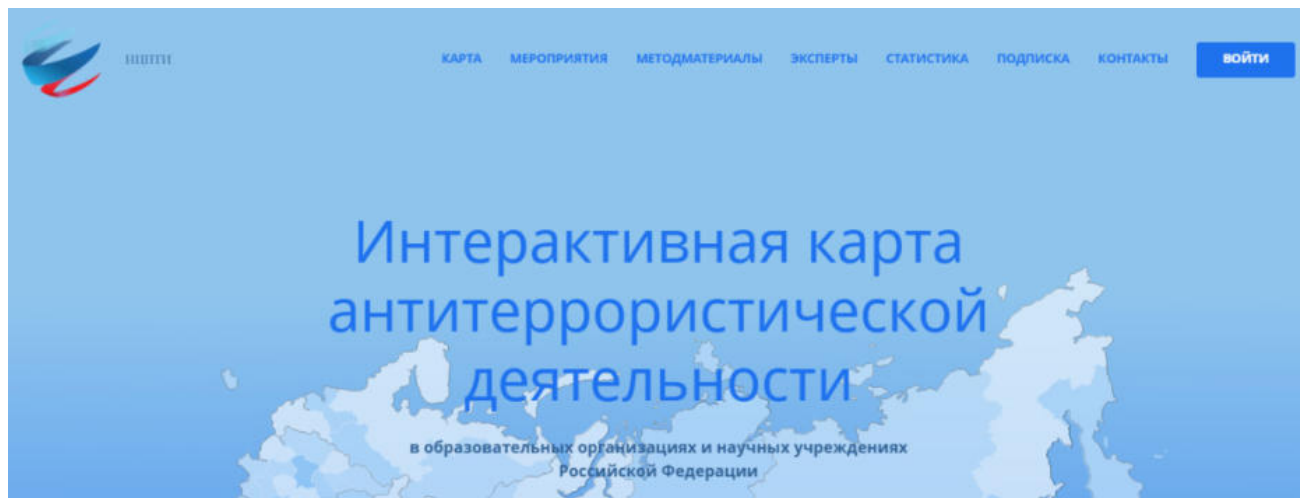 КАРТА МЕРОПРИЯТИЯ МЕТОДМАТЕРИАЛЫ ЭКСПЕРТЫ СТАТИСТИКА ПОДПИСКА КОНТАКТЫ ВОЙТИ
Интерактивная карта
антитеррористической
деятельности
в образовательных организациях и научных учреждениях
Российской Федерации